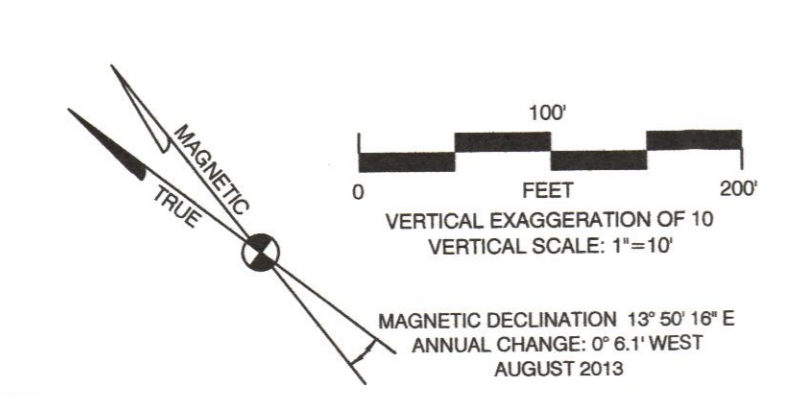 MAGNETIC
TRUE
100'
0 FEET 200'
VERTICAL EXAGGERATION OF 10
VERTICAL SCALE: 1"=10'
MAGNETIC DECLINATION 13° 50' 16" E
ANNUAL CHANGE: 0° 6.1' WEST
AUGUST 2013